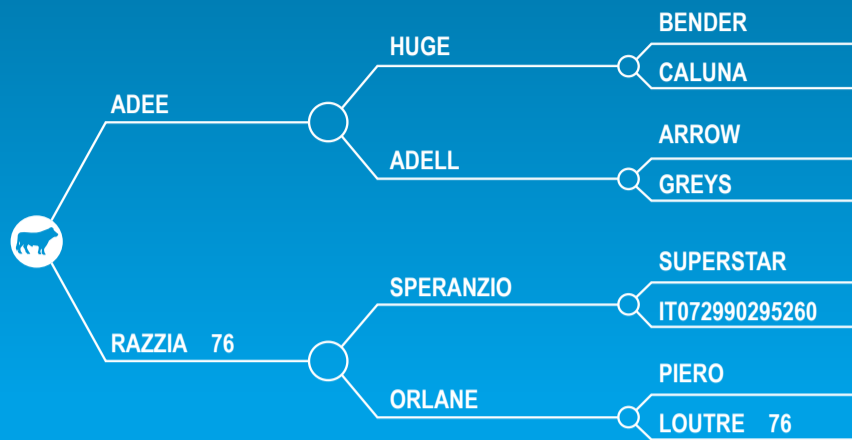 BENDER
HUGE
CALUNA
ADEE
ARROW
ADELL
GREYS
SUPERSTAR
SPERANZIO
IT072990295260
RAZZIA 76
PIERO
ORLANE
LOUTRE 76